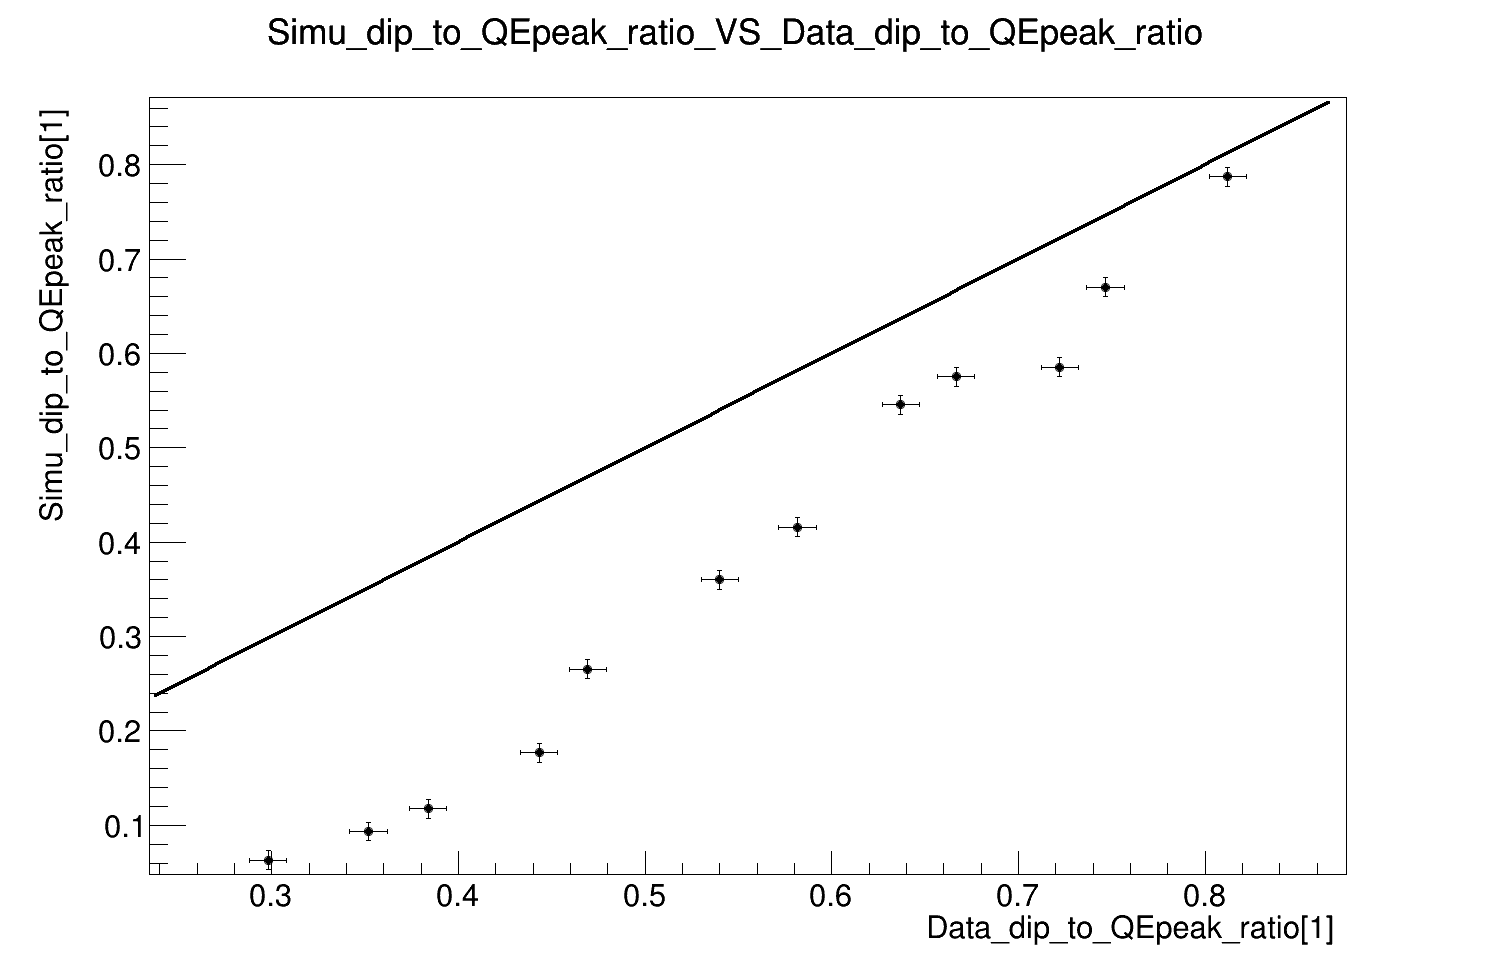 Simu_dip_to_QEpeak_ratio_VS_Data_dip_to_QEpeak_ratio
Simu_dip_to_QEpeak_ratio[1]
0.8
0.7
0.6
0.5
0.4
0.3
0.2
0.1
0.3 0.4 0.5 0.6 0.7 0.8
Data_dip_to_QEpeak_ratio[1]